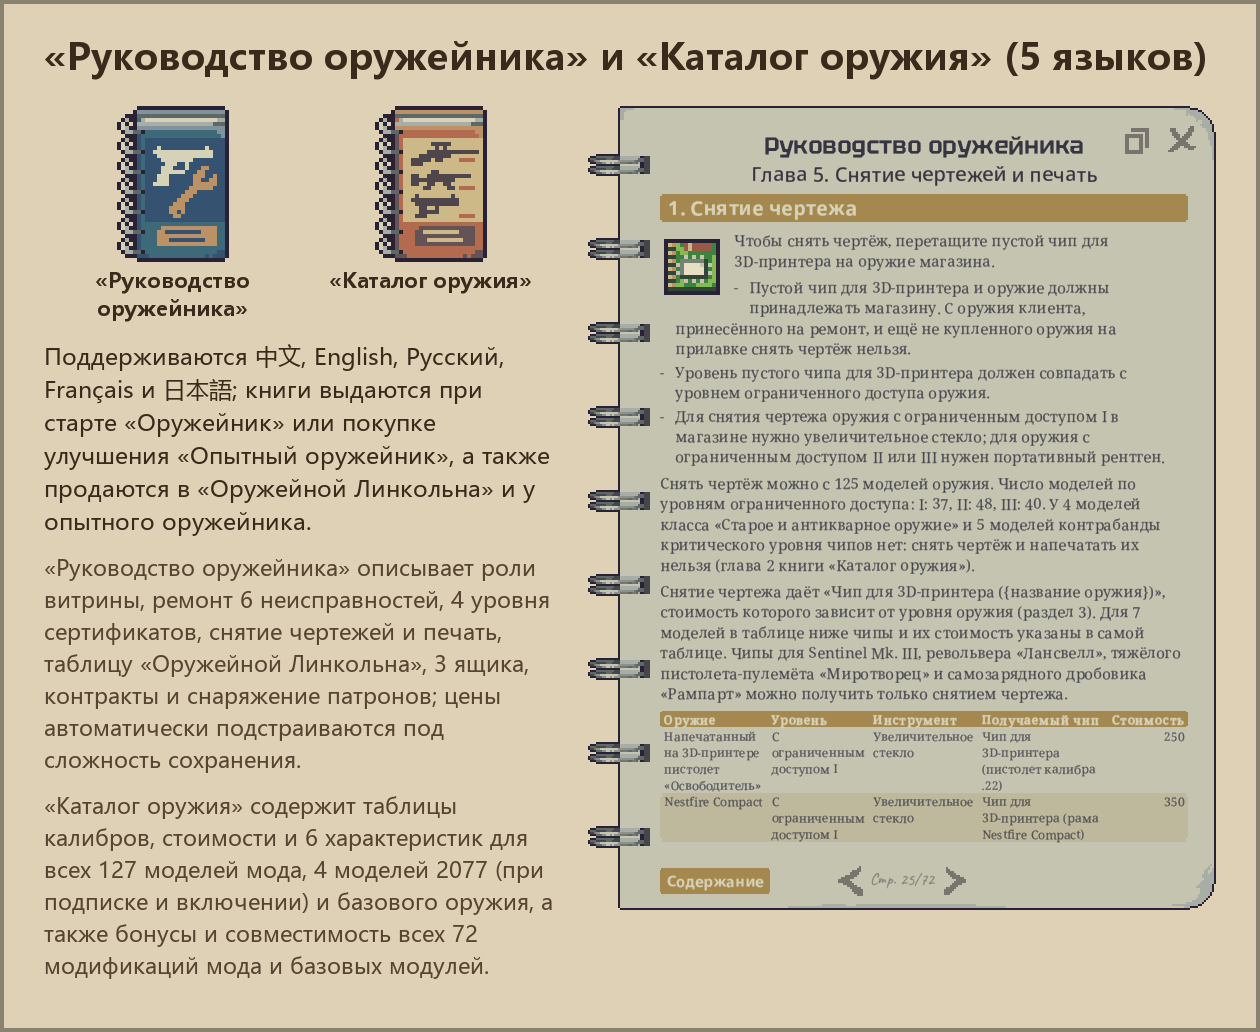 «Руководство оружейника» и «Каталог оружия» (5 языков)
«Руководство
оружейника»
«Каталог оружия»
Поддерживаются 中文, English, Русский,
Français и 日本語; книги выдаются при
старте «Оружейник» или покупке
улучшения «Опытный оружейник», а также
продаются в «Оружейной Линкольна» и у
опытного оружейника.
«Руководство оружейника» описывает роли
витрины, ремонт 6 неисправностей, 4 уровня
сертификатов, снятие чертежей и печать,
таблицу «Оружейной Линкольна», 3 ящика,
контракты и снаряжение патронов; цены
автоматически подстраиваются под
сложность сохранения.
«Каталог оружия» содержит таблицы
калибров, стоимости и 6 характеристик для
всех 127 моделей мода, 4 моделей 2077 (при
подписке и включении) и базового оружия, а
также бонусы и совместимость всех 72
модификаций мода и базовых модулей.
Руководство оружейника
Глава 5. Снятие чертежей и печать
1. Снятие чертежа
Чтобы снять чертёж, перетащите пустой чип для
3D-принтера на оружие магазина.
- Пустой чип для 3D-принтера и оружие должны
принадлежать магазину. С оружия клиента,
принесённого на ремонт, и ещё не купленного оружия на
прилавке снять чертёж нельзя.
- Уровень пустого чипа для 3D-принтера должен совпадать с
уровнем ограниченного доступа оружия.
- Для снятия чертежа оружия с ограниченным доступом I в
магазине нужно увеличительное стекло; для оружия с
ограниченным доступом II или III нужен портативный рентген.
Снять чертёж можно с 125 моделей оружия. Число моделей по
уровням ограниченного доступа: I: 37, II: 48, III: 40. У 4 моделей
класса «Старое и антикварное оружие» и 5 моделей контрабанды
критического уровня чипов нет: снять чертёж и напечатать их
нельзя (глава 2 книги «Каталог оружия»).
Снятие чертежа даёт «Чип для 3D-принтера ({название оружия})»,
стоимость которого зависит от уровня оружия (раздел 3). Для 7
моделей в таблице ниже чипы и их стоимость указаны в самой
таблице. Чипы для Sentinel Mk. III, револьвера «Лансвелл», тяжёлого
пистолета-пулемёта «Миротворец» и самозарядного дробовика
«Рампарт» можно получить только снятием чертежа.
Оружие Уровень Инструмент Получаемый чип Стоимость
Напечатанный С Увеличительное Чип для 250
на 3D-принтере ограниченным стекло 3D-принтера
пистолет доступом I (пистолет калибра
«Освободитель» .22)
Nestfire Compact С Увеличительное Чип для 350
ограниченным стекло 3D-принтера (рама
доступом I Nestfire Compact)
Содержание
Стр. 25/72